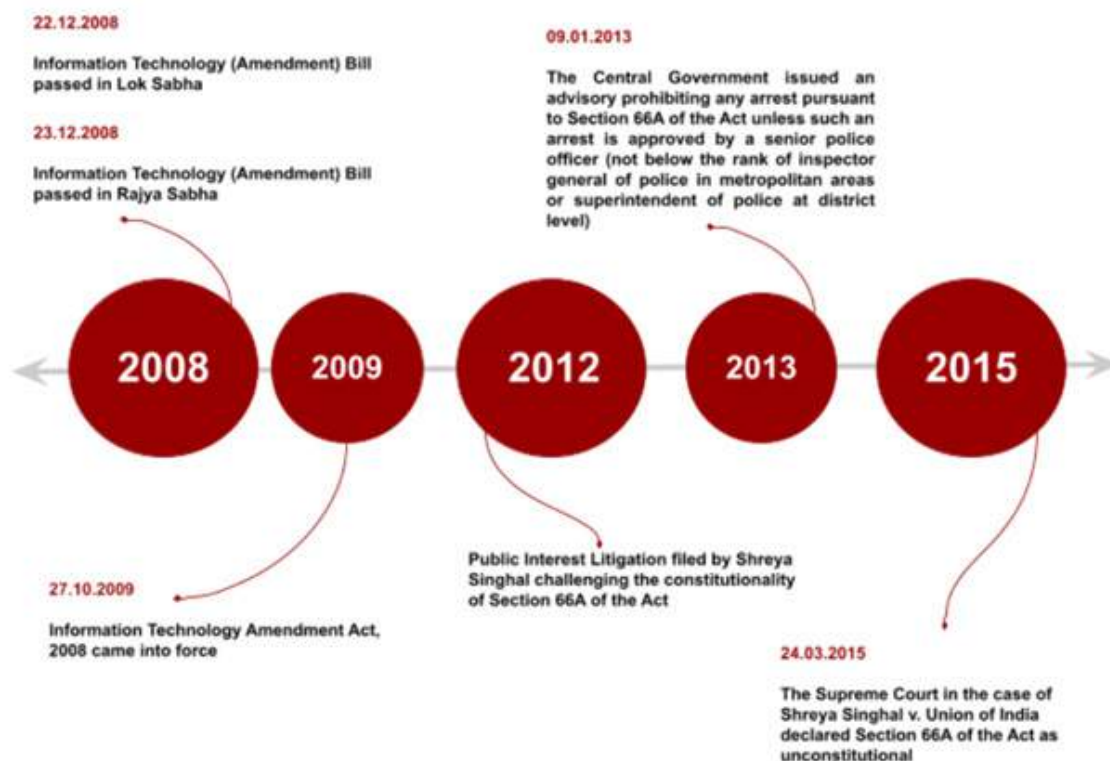 22.12.2008
Information Technology (Amendment) Bill
passed in Lok Sabha
23.12.2008
Information Technology (Amendment) Bill
passed in Rajya Sabha
09.01.2013
The Central Government issued an
advisory prohibiting any arrest pursuant
to Section 66A of the Act unless such an
arrest is approved by a senior police
officer (not below the rank of inspector
general of police in metropolitan areas
or superintendent of police at district
level)
2008
2009
2012
2013
2015
27.10.2009
Information Technology Amendment Act,
2008 came into force
Public Interest Litigation filed by Shreya
Singhal challenging the constitutionality
of Section 66A of the Act
24.03.2015
The Supreme Court in the case of
Shreya Singhal v. Union of India
declared Section 66A of the Act as
unconstitutional